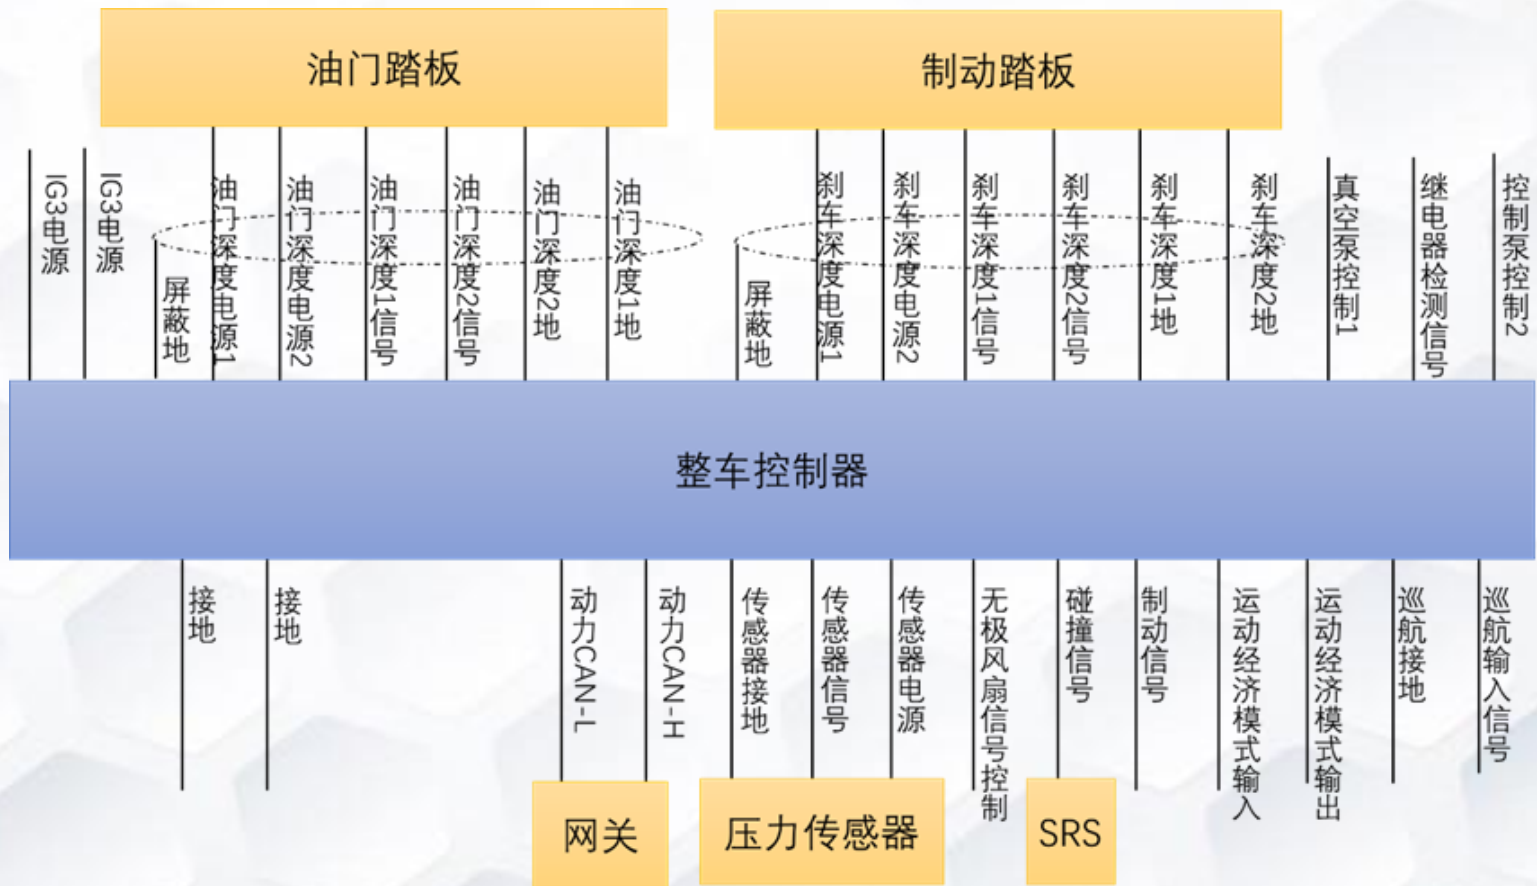 油门踏板
制动踏板
IG3电源
IG3电源
屏蔽地
油门深度电源1
油门深度电源2
油门深度1信号
油门深度2信号
油门深度2地
油门深度1地
屏蔽地
刹车深度电源1
刹车深度电源2
刹车深度1信号
刹车深度2信号
刹车深度1地
刹车深度2地
真空泵控制1
继电器检测信号
控制泵控制2
整车控制器
接地
接地
动力CAN-L
动力CAN-H
传感器接地
传感器信号
传感器电源
无极风扇信号控制
碰撞信号
制动信号
运动经济模式输入
运动经济模式输出
巡航接地
巡航输入信号
网关
压力传感器
SRS